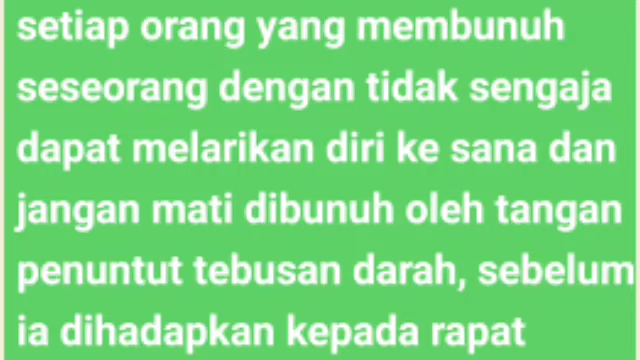 setiap orang yang membunuh
seseorang dengan tidak sengaja
dapat melarikan diri ke sana dan
jangan mati dibunuh oleh tangan
penuntut tebusan darah, sebelum
ia dihadapkan kepada rapat